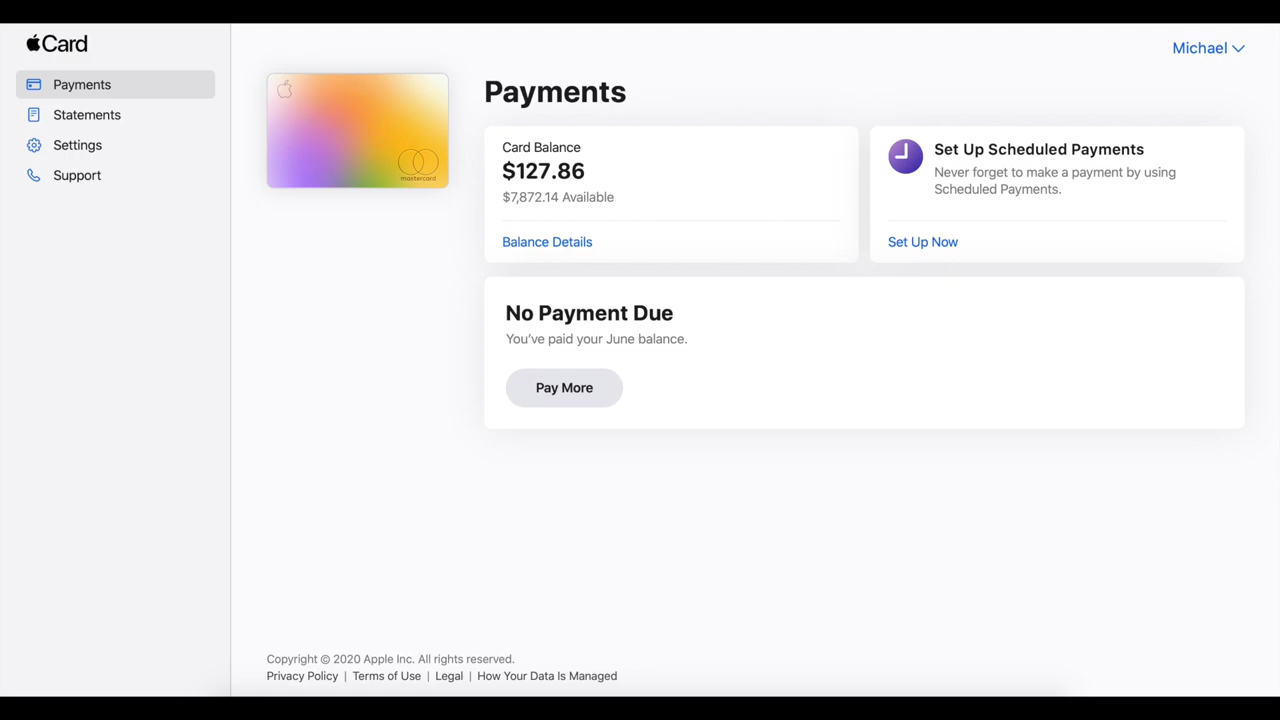 Card
Payments
Statements
Settings
Support
Michael
mastercard
Payments
Card Balance
$127.86
$7,872.14 Available
Balance Details
Set Up Scheduled Payments
Never forget to make a payment by using
Scheduled Payments.
Set Up Now
No Payment Due
You’ve paid your June balance.
Pay More
Copyright © 2020 Apple Inc. All rights reserved.
Privacy Policy | Terms of Use | Legal | How Your Data Is Managed